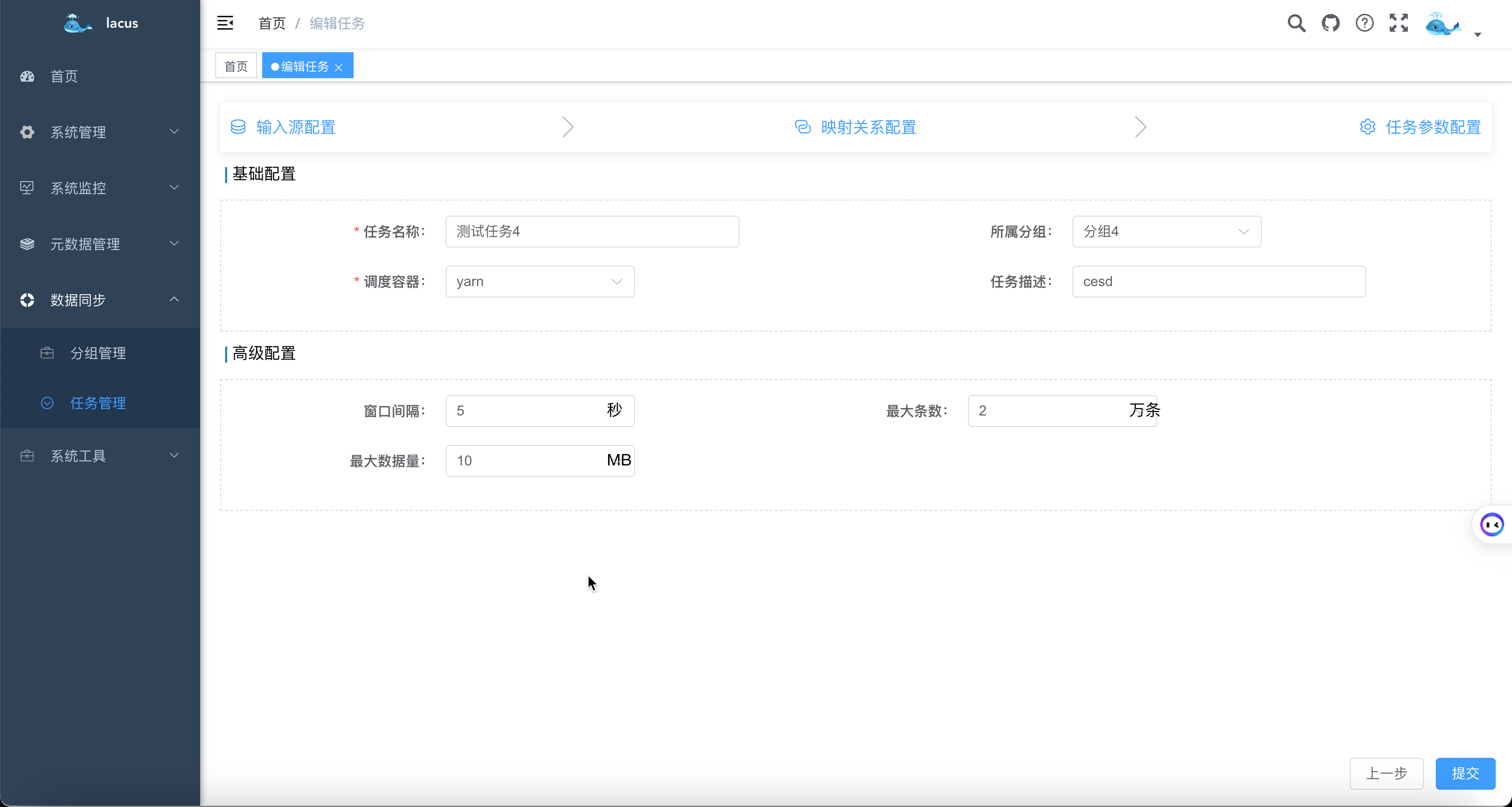 lacus
首页
系统管理
系统监控
元数据管理
数据同步
分组管理
任务管理
系统工具
首页 / 编辑任务
首页
编辑任务
输入源配置
映射关系配置
任务参数配置
基础配置
* 任务名称： 测试任务4
所属分组： 分组4
* 调度容器： yarn
任务描述： cesd
高级配置
窗口间隔： 5 秒
最大条数： 2 万条
最大数据量： 10 MB
上一步
提交